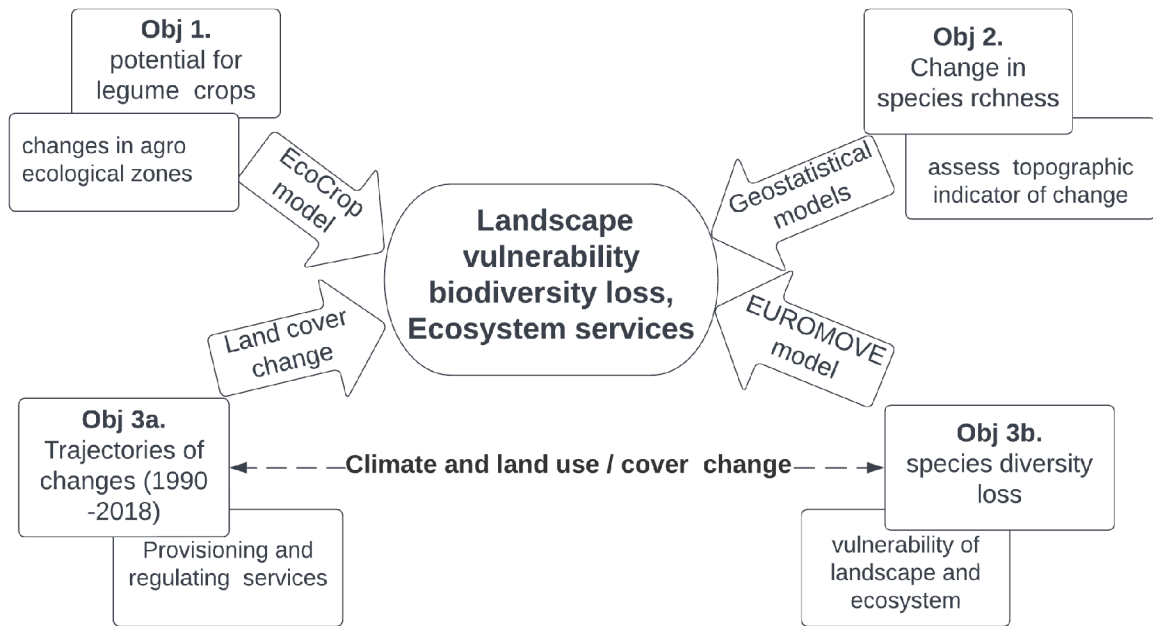 Obj 1.
potential for
legume crops
changes in agro
ecological zones
EcoCrop
model
Obj 2.
Change in
species rchness
assess topographic
indicator of change
Geostatistical
models
Landscape
vulnerability
biodiversity loss,
Ecosystem services
Land cover
change
EUROMOVE
model
Obj 3a.
Trajectories of
changes (1990
-2018)
Provisioning and
regulating services
Climate and land use / cover change
Obj 3b.
species diversity
loss
vulnerability of
landscape and
ecosystem